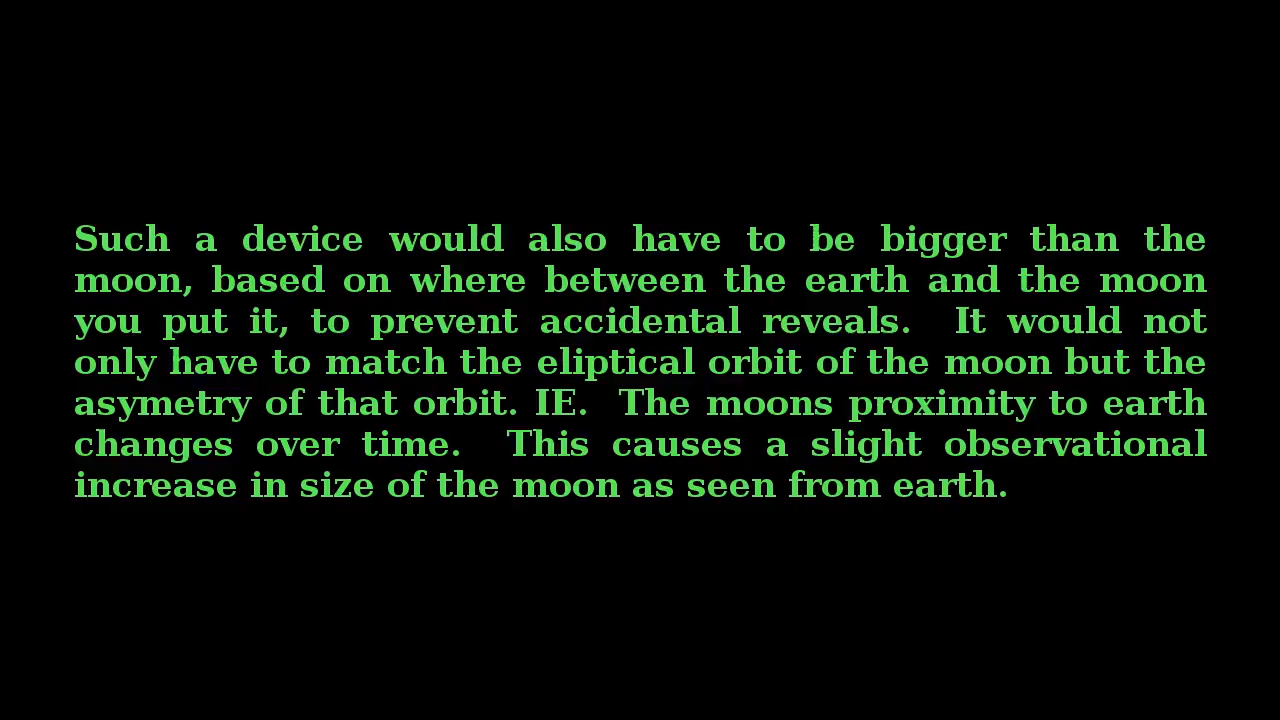 Such a device would also have to be bigger than the
moon, based on where between the earth and the moon
you put it, to prevent accidental reveals.  It would not
only have to match the eliptical orbit of the moon but the
asymetry of that orbit. IE.  The moons proximity to earth
changes over time.  This causes a slight observational
increase in size of the moon as seen from earth.